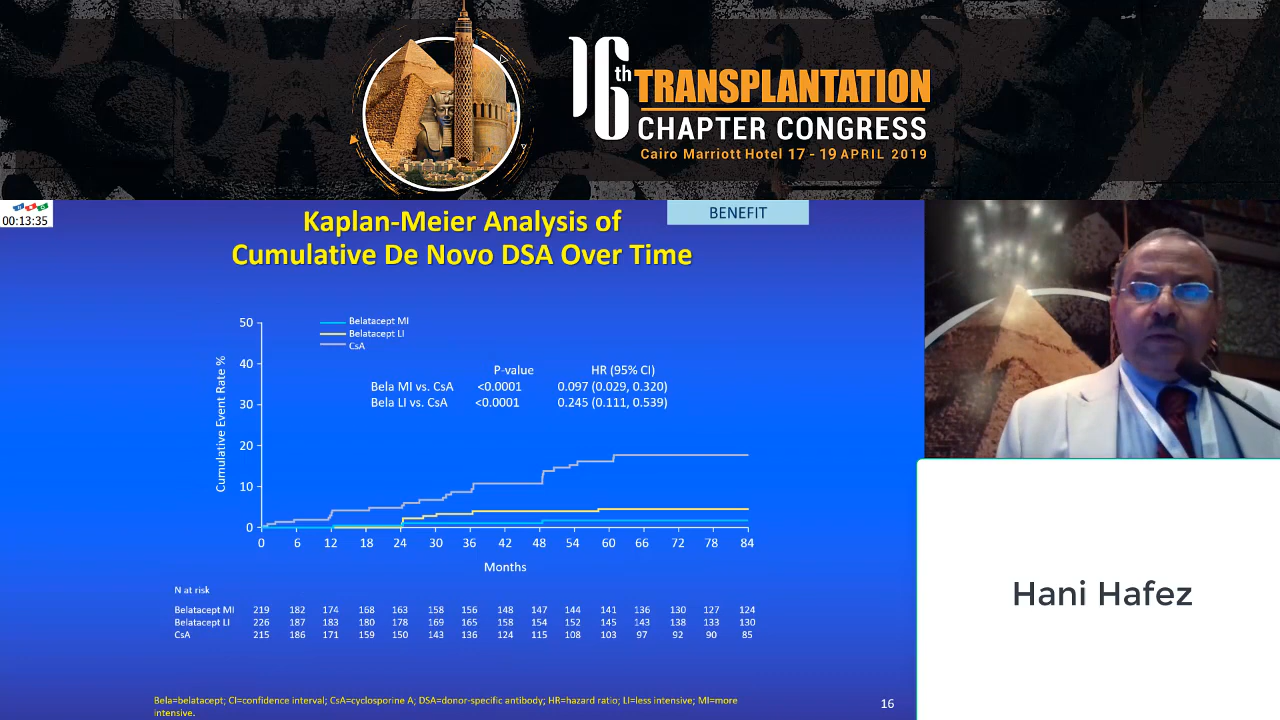 16th TRANSPLANTATION
CHAPTER CONGRESS
Cairo Marriott Hotel 17 - 19 APRIL 2019
00:13:35
BENEFIT
Kaplan-Meier Analysis of
Cumulative De Novo DSA Over Time
Belatacept MI
Belatacept LI
CsA
P-value HR (95% CI)
Bela MI vs. CsA <0.0001 0.097 (0.029, 0.320)
Bela LI vs. CsA <0.0001 0.245 (0.111, 0.539)
Cumulative Event Rate %
50
40
30
20
10
0
0 6 12 18 24 30 36 42 48 54 60 66 72 78 84
Months
N at risk
Belatacept MI 219 182 174 168 163 158 156 148 147 144 141 136 130 127 124
Belatacept LI 226 187 183 180 178 169 165 158 154 152 145 143 138 133 130
CsA 215 186 171 159 150 143 136 124 115 108 103 97 92 90 85
Bela=belatacept; CI=confidence interval; CsA=cyclosporine A; DSA=donor-specific antibody; HR=hazard ratio; LI=less intensive; MI=more
intensive.
16
Hani Hafez